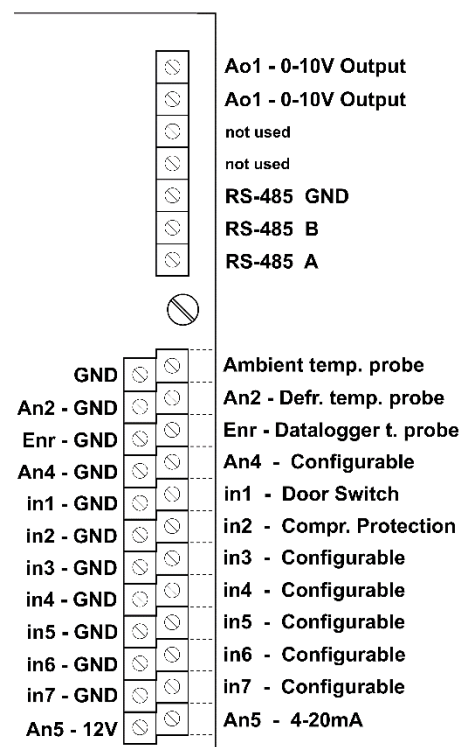 Ao1 - 0-10V Output
Ao1 - 0-10V Output
not used
not used
RS-485 GND
RS-485 B
RS-485 A
GND Ambient temp. probe
An2 - GND An2 - Defr. temp. probe
Enr - GND Enr - Datalogger t. probe
An4 - GND An4 - Configurable
in1 - GND in1 - Door Switch
in2 - GND in2 - Compr. Protection
in3 - GND in3 - Configurable
in4 - GND in4 - Configurable
in5 - GND in5 - Configurable
in6 - GND in6 - Configurable
in7 - GND in7 - Configurable
An5 - 12V An5 - 4-20mA